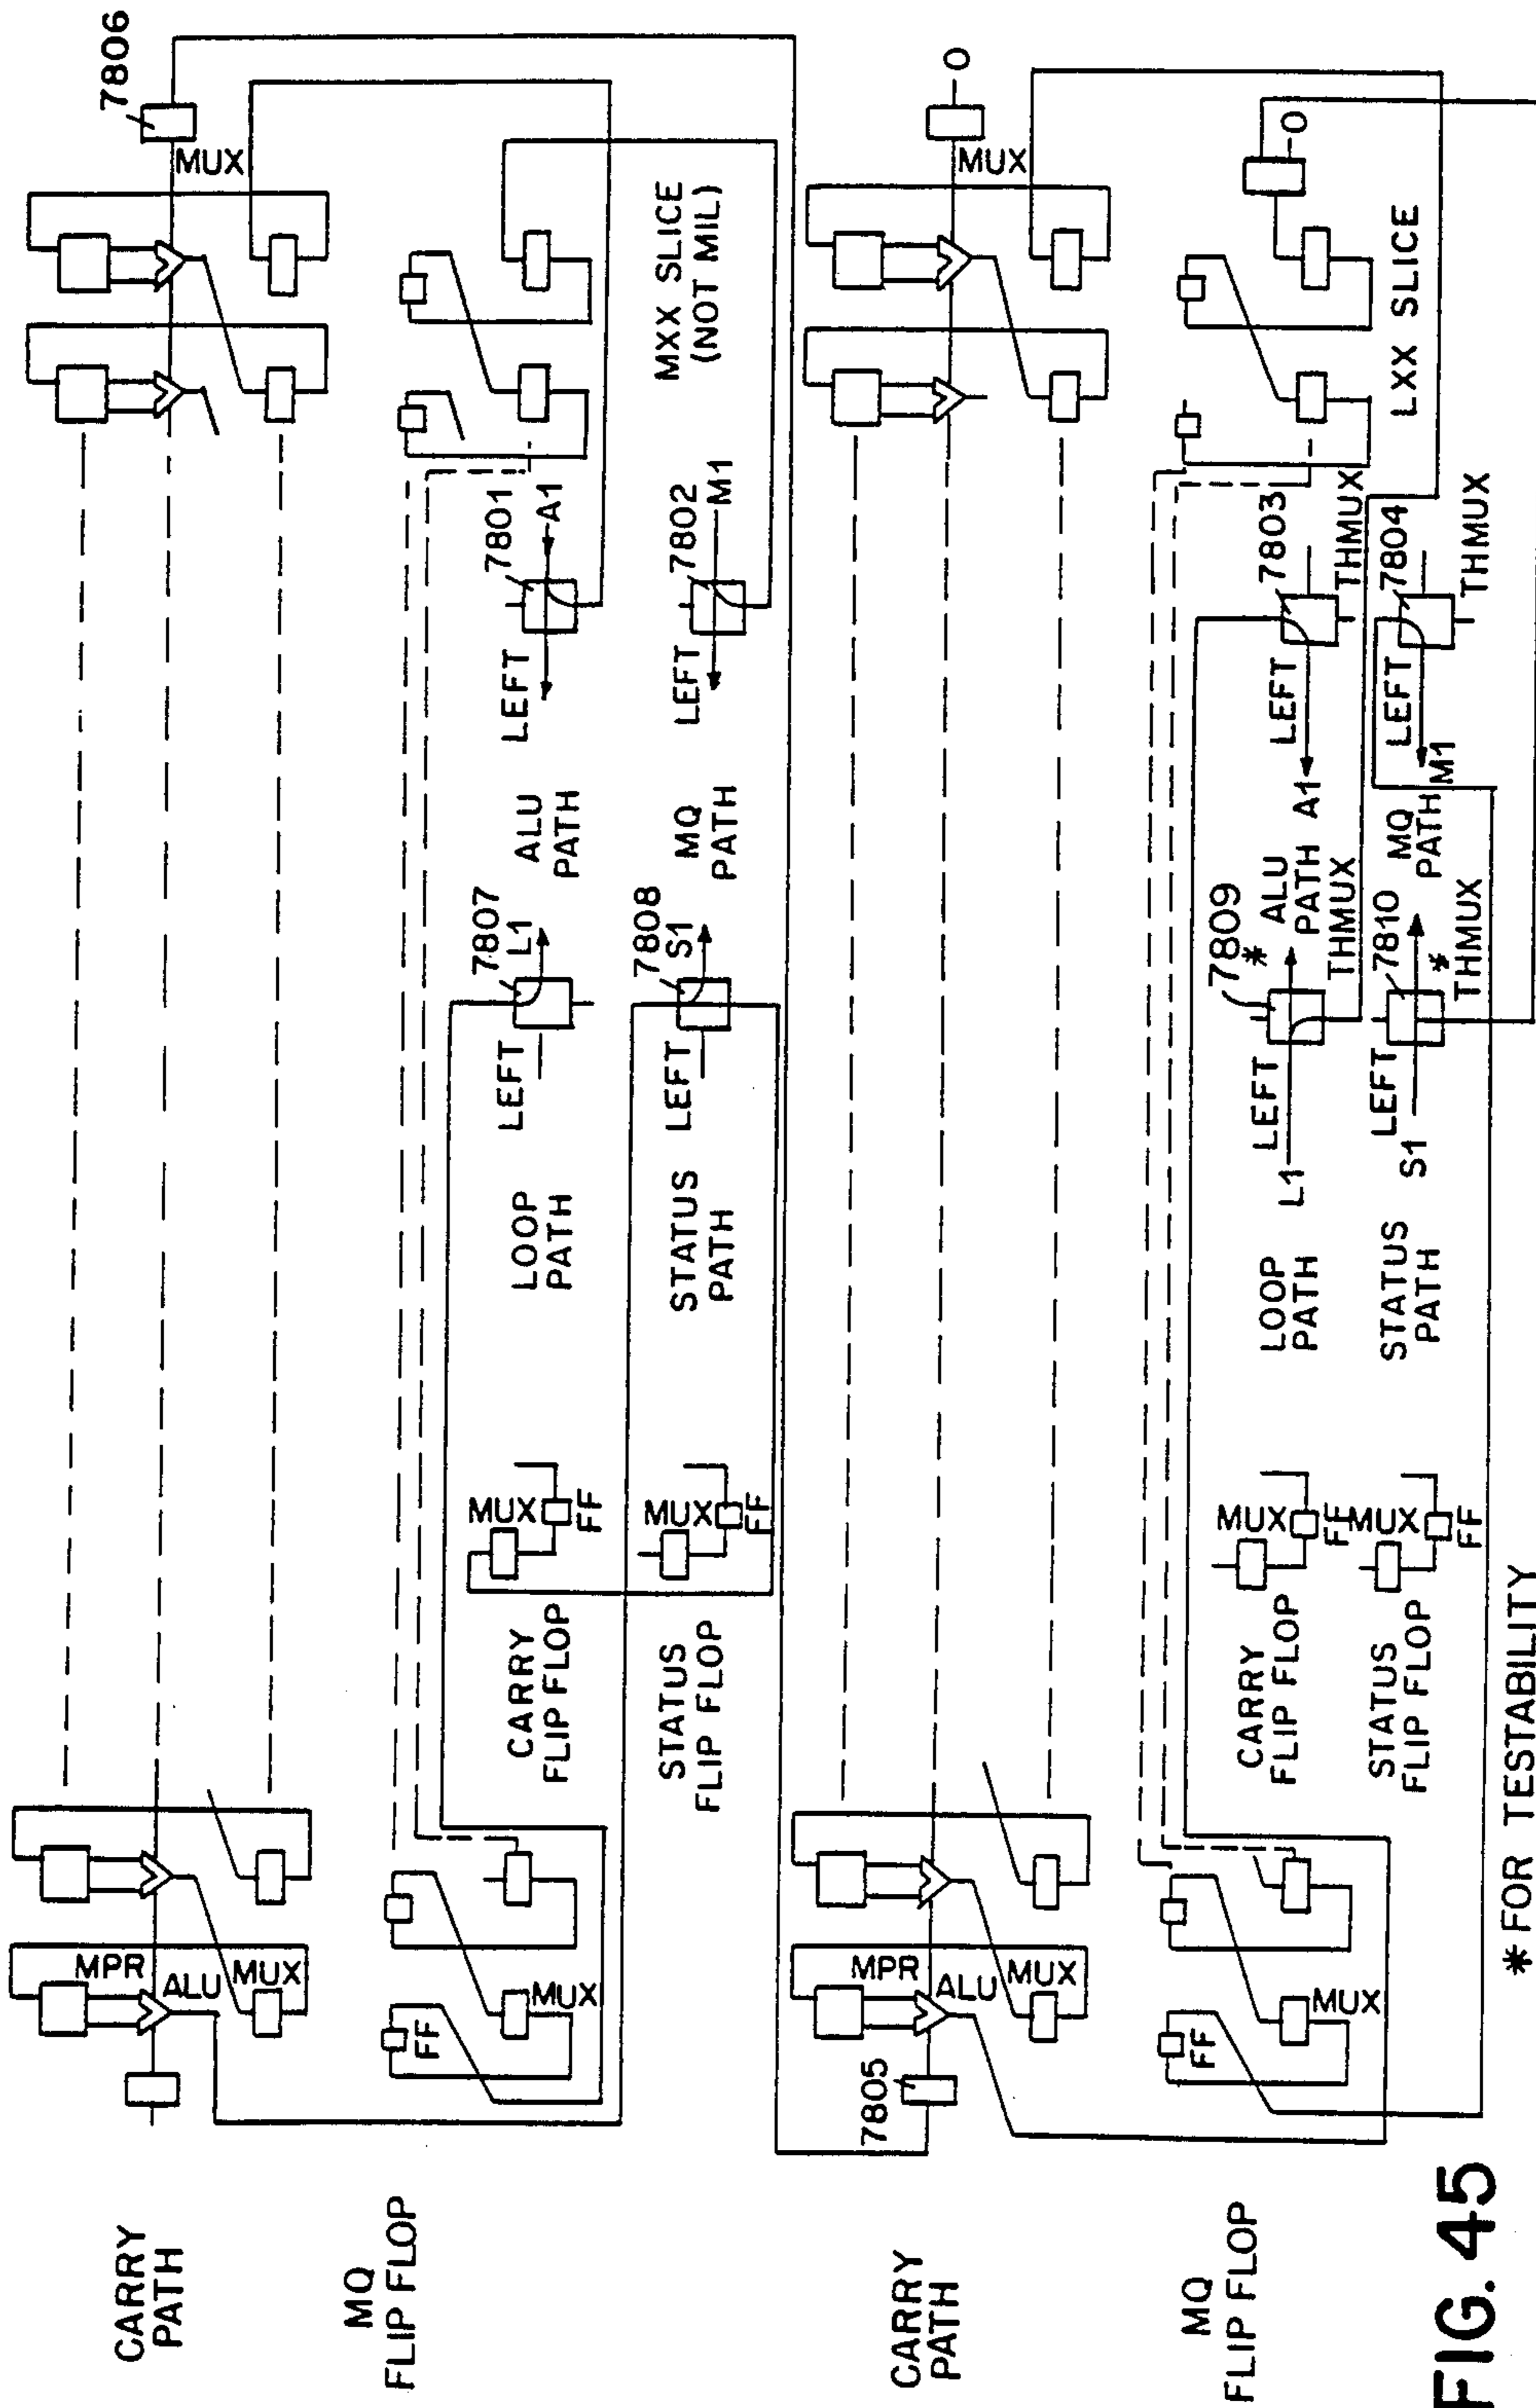 CARRY
PATH
MPR
ALU
MUX
MUX
7806
MQ
FLIP FLOP
FF
MUX
CARRY
FLIP FLOP
MUX
FF
LOOP
PATH
LEFT
7807
L1
ALU
PATH
LEFT
7801
A1
STATUS
FLIP FLOP
MUX
FF
STATUS
PATH
LEFT
7808
S1
MQ
PATH
LEFT
7802
M1
MXX SLICE
(NOT MIL)
CARRY
PATH
7805
MPR
ALU
MUX
MUX
0
MQ
FLIP FLOP
FF
MUX
CARRY
FLIP FLOP
MUX
FF
LOOP
PATH
L1
LEFT
7809
*
THMUX
ALU
PATH
A1
LEFT
7803
THMUX
0
STATUS
FLIP FLOP
MUX
FF
STATUS
PATH
S1
LEFT
7810
*
THMUX
MQ
PATH
M1
LEFT
7804
THMUX
LXX SLICE
FIG. 45
* FOR TESTABILITY